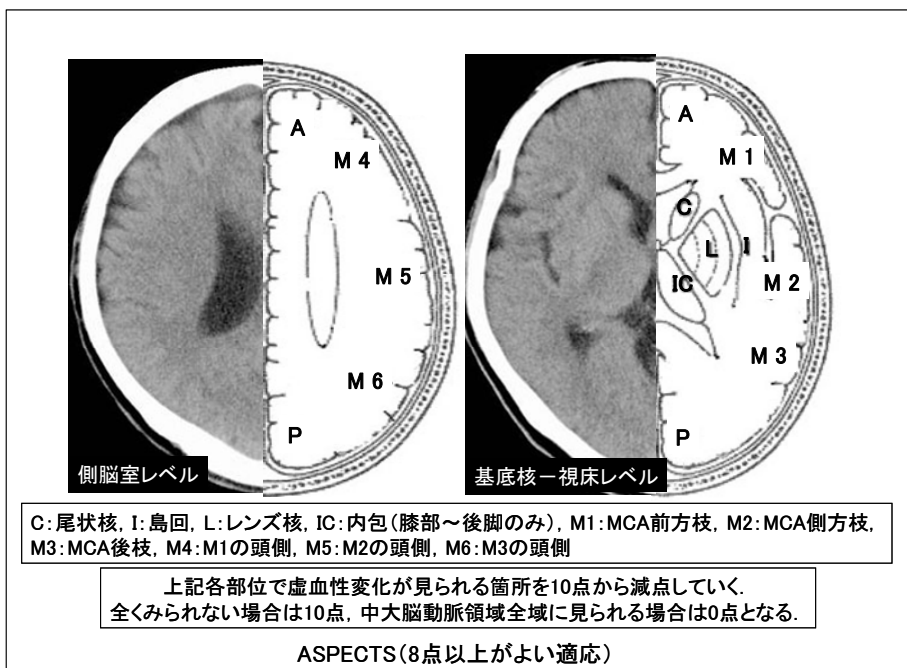 A
M 4
M 5
M 6
P
側脳室レベル
A
M 1
C
L
I
IC
M 2
M 3
P
基底核－視床レベル
C:尾状核, I:島回, L:レンズ核, IC:内包(膝部～後脚のみ), M1:MCA前方枝, M2:MCA側方枝,
M3:MCA後枝, M4:M1の頭側, M5:M2の頭側, M6:M3の頭側
上記各部位で虚血性変化が見られる箇所を10点から減点していく.
全くみられない場合は10点, 中大脳動脈領域全域に見られる場合は0点となる.
ASPECTS(8点以上がよい適応)